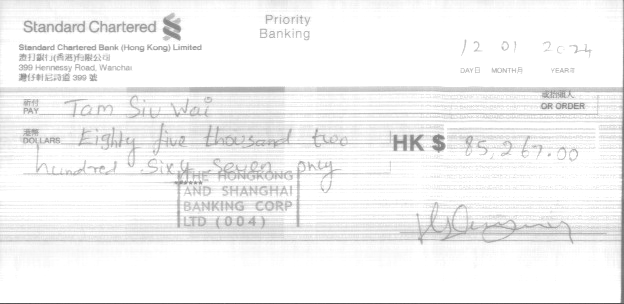 Standard Chartered
Priority
Banking
Standard Chartered Bank (Hong Kong) Limited
渣打銀行(香港)有限公司
399 Hennessy Road, Wanchai
灣仔軒尼詩道 399 號
12 01 2024
DAY日 MONTH月 YEAR年
祈付
PAY Tam Siu Wai
或持票人
OR ORDER
港幣
DOLLARS Eighty five thousand two
hundred sixty seven only
HK $ 85,267.00
THE HONGKONG
AND SHANGHAI
BANKING CORP
LTD (004)